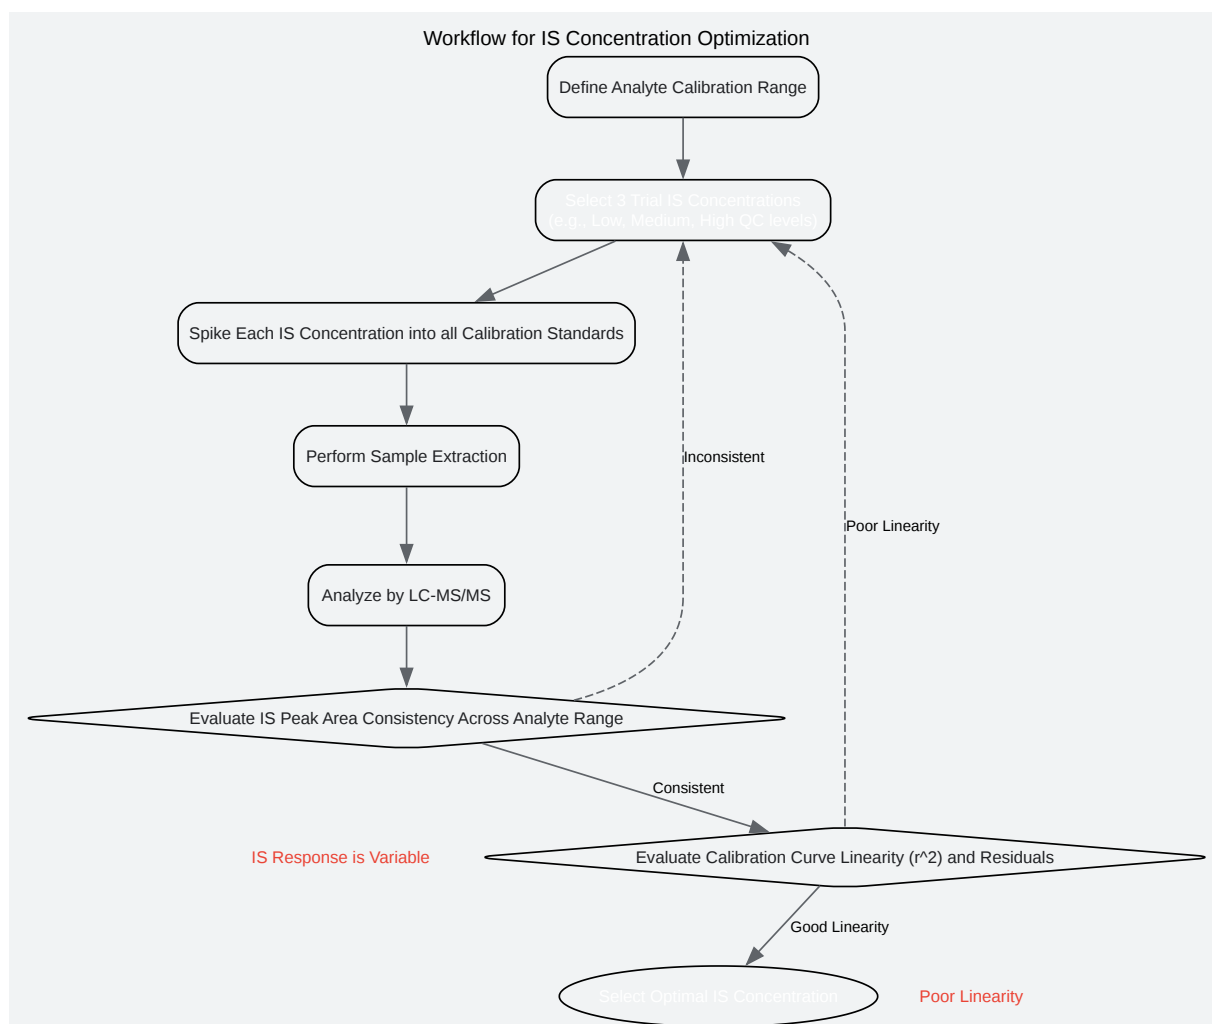 Workflow for IS Concentration Optimization
Define Analyte Calibration Range
Select 3 Trial IS Concentrations
(e.g., Low, Medium, High QC levels)
Spike Each IS Concentration into all Calibration Standards
Perform Sample Extraction
Inconsistent
Poor Linearity
Analyze by LC-MS/MS
Evaluate IS Peak Area Consistency Across Analyte Range
Consistent
IS Response is Variable
Evaluate Calibration Curve Linearity (r^2) and Residuals
Good Linearity
Select Optimal IS Concentration
Poor Linearity